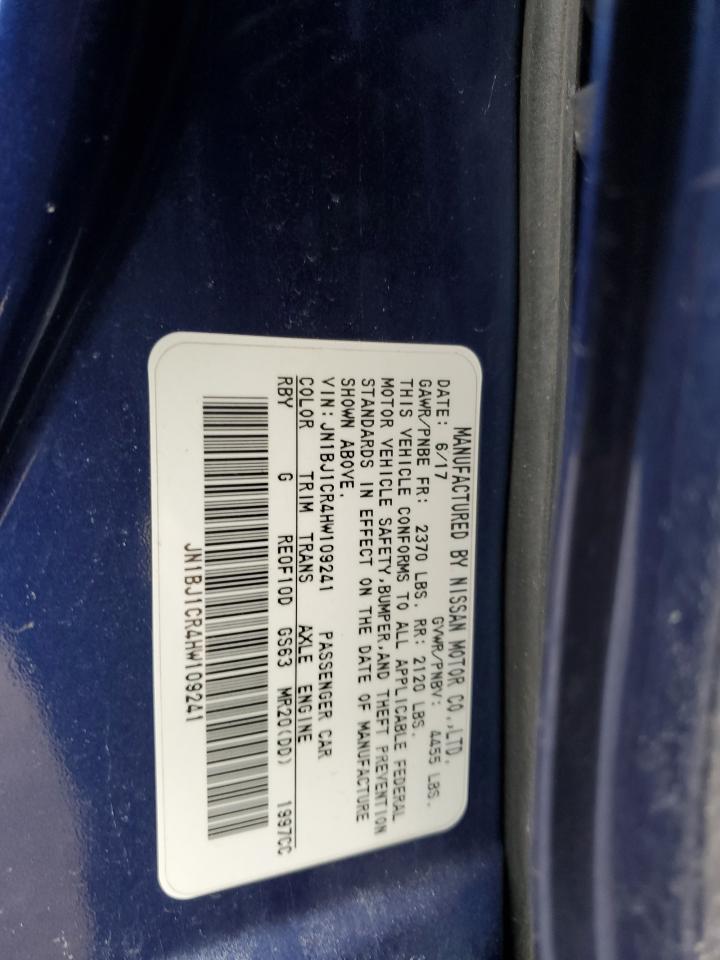 MANUFACTURED BY NISSAN MOTOR CO.,LTD.
DATE: 6/17 GVWR/PNBV: 4455 LBS.
GAWR/PNBE FR: 2370 LBS. RR: 2120 LBS.
THIS VEHICLE CONFORMS TO ALL APPLICABLE FEDERAL
MOTOR VEHICLE SAFETY,BUMPER,AND THEFT PREVENTION
STANDARDS IN EFFECT ON THE DATE OF MANUFACTURE
SHOWN ABOVE.
VIN:JN1BJ1CR4HW109241 PASSENGER CAR
COLOR TRIM TRANS AXLE ENGINE
RBY G RE0F10D GS63 MR20(DD) 1997CC
JN1BJ1CR4HW109241